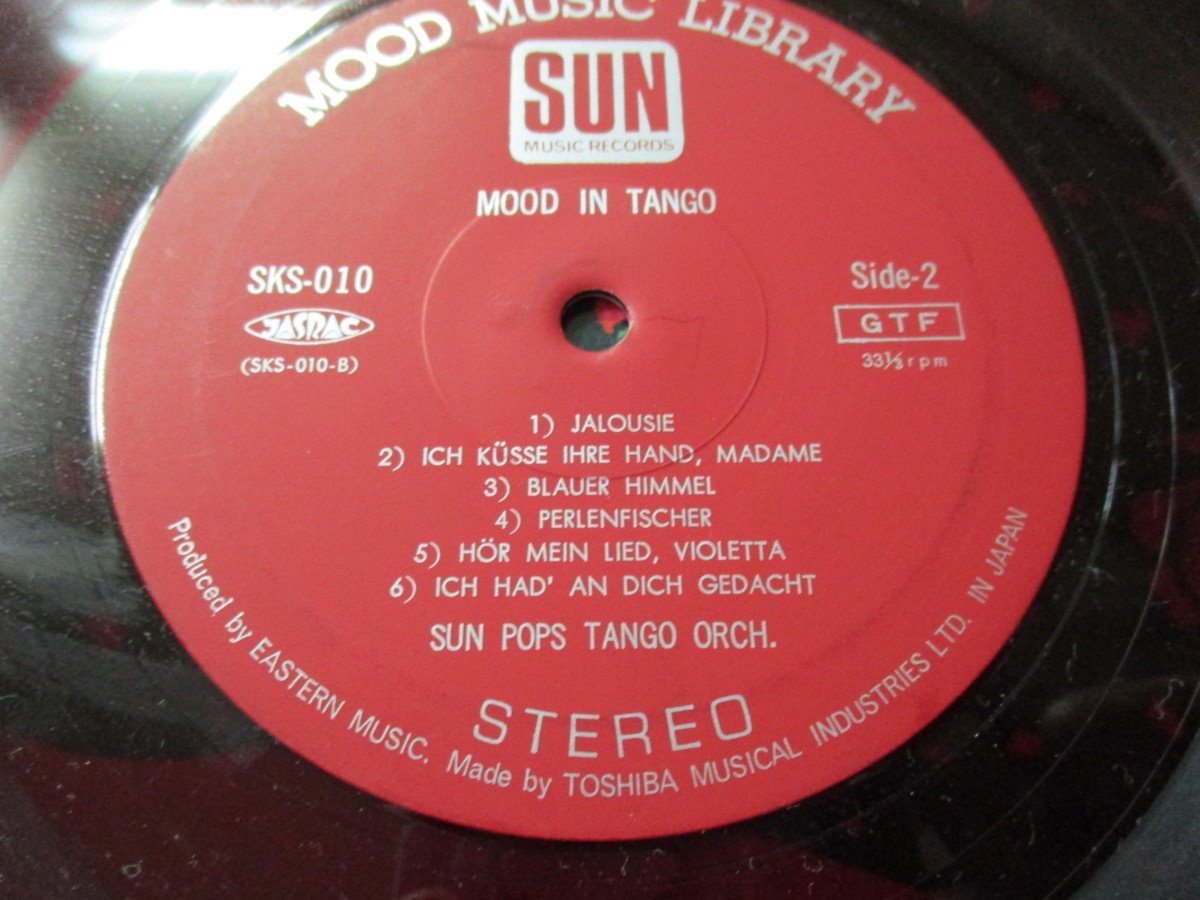 MOOD MUSIC LIBRARY
SUN
MUSIC RECORDS
MOOD IN TANGO
SKS-010
JASRAC
(SKS-010-B)
Side-2
GTF
33⅓ rpm
1) JALOUSIE
2) ICH KÜSSE IHRE HAND, MADAME
3) BLAUER HIMMEL
4) PERLENFISCHER
5) HÖR MEIN LIED, VIOLETTA
6) ICH HAD' AN DICH GEDACHT
SUN POPS TANGO ORCH.
STEREO
Produced by EASTERN MUSIC. Made by TOSHIBA MUSICAL INDUSTRIES LTD. IN JAPAN